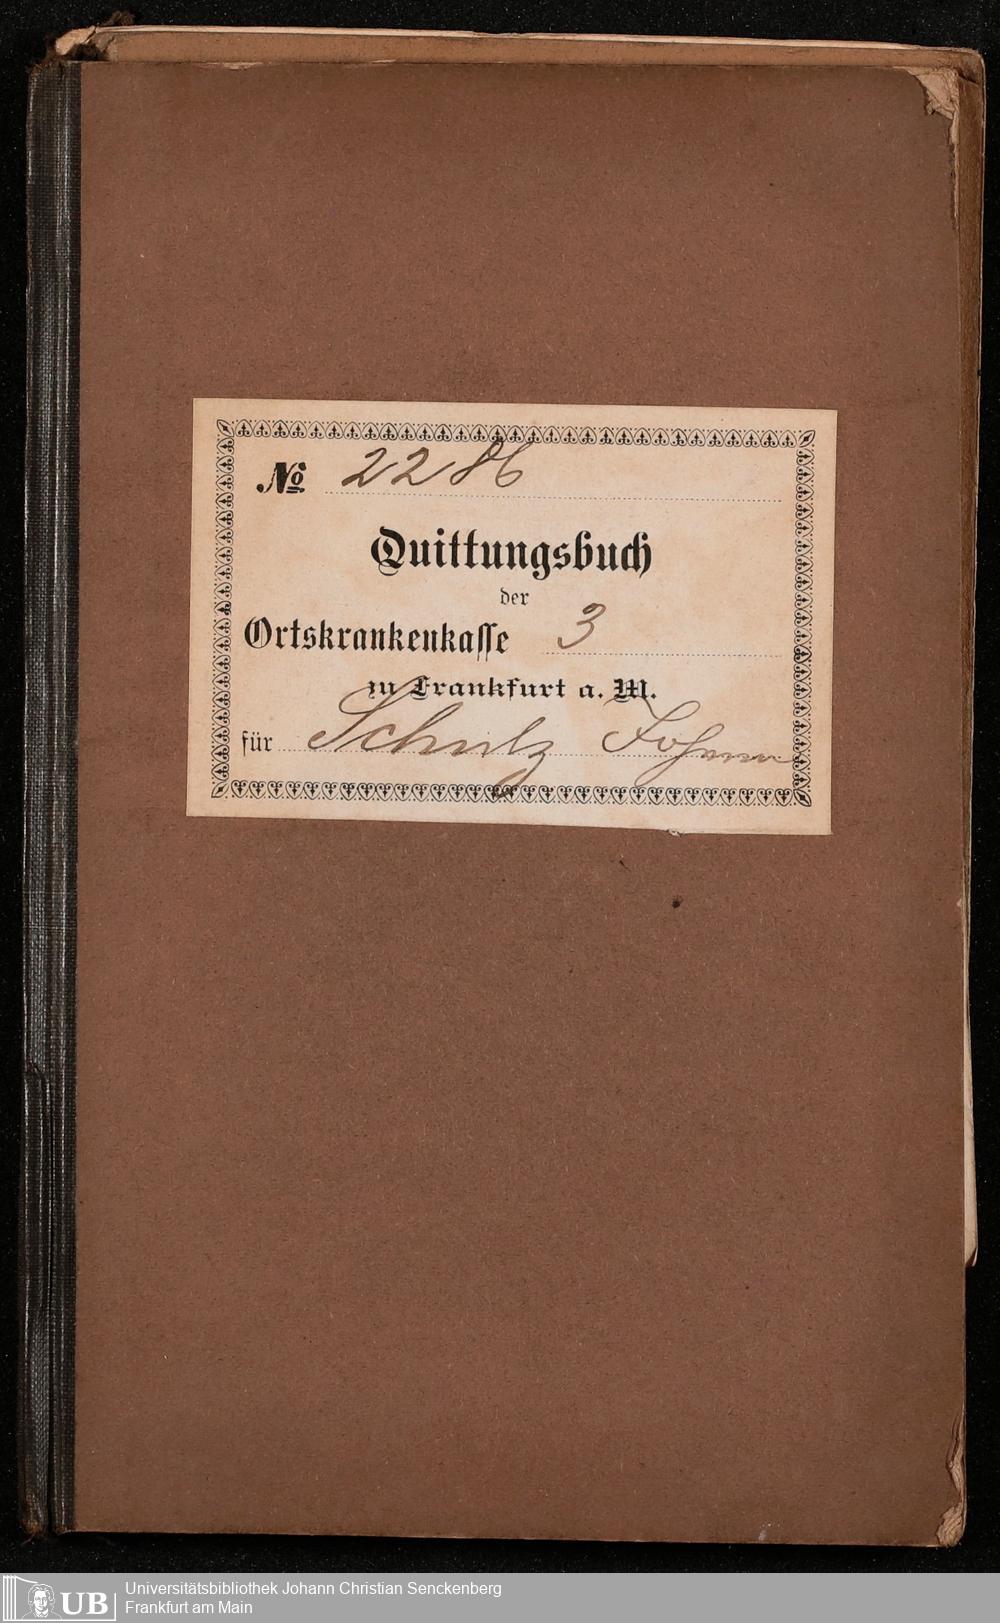 No 2286
Quittungsbuch
der
Ortskrankenkasse 3
zu Frankfurt a. M.
für Schulz Johann
UB
Universitätsbibliothek Johann Christian Senckenberg
Frankfurt am Main